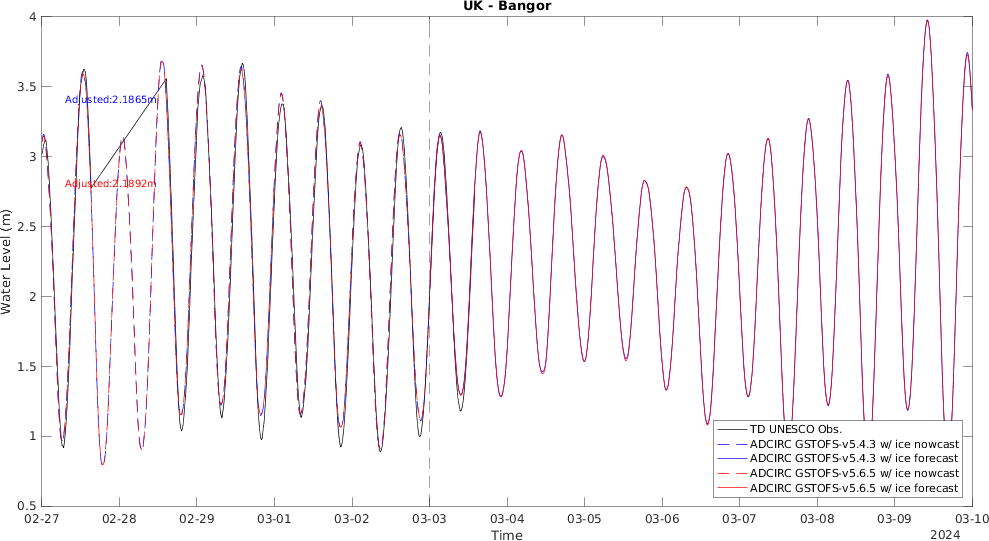 UK - Bangor
4
3.5
3
2.5
2
1.5
1
0.5
Water Level (m)
Adjusted:2.1865m
Adjusted:2.1892m
TD UNESCO Obs.
ADCIRC GSTOFS-v5.4.3 w/ ice nowcast
ADCIRC GSTOFS-v5.4.3 w/ ice forecast
ADCIRC GSTOFS-v5.6.5 w/ ice nowcast
ADCIRC GSTOFS-v5.6.5 w/ ice forecast
02-27 02-28 02-29 03-01 03-02 03-03 03-04 03-05 03-06 03-07 03-08 03-09 03-10
Time
2024